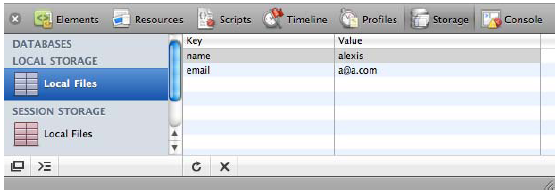 Elements Resources Scripts Timeline Profiles Storage Console
DATABASES
LOCAL STORAGE
Local Files
SESSION STORAGE
Local Files
Key Value
name alexis
email a@a.com